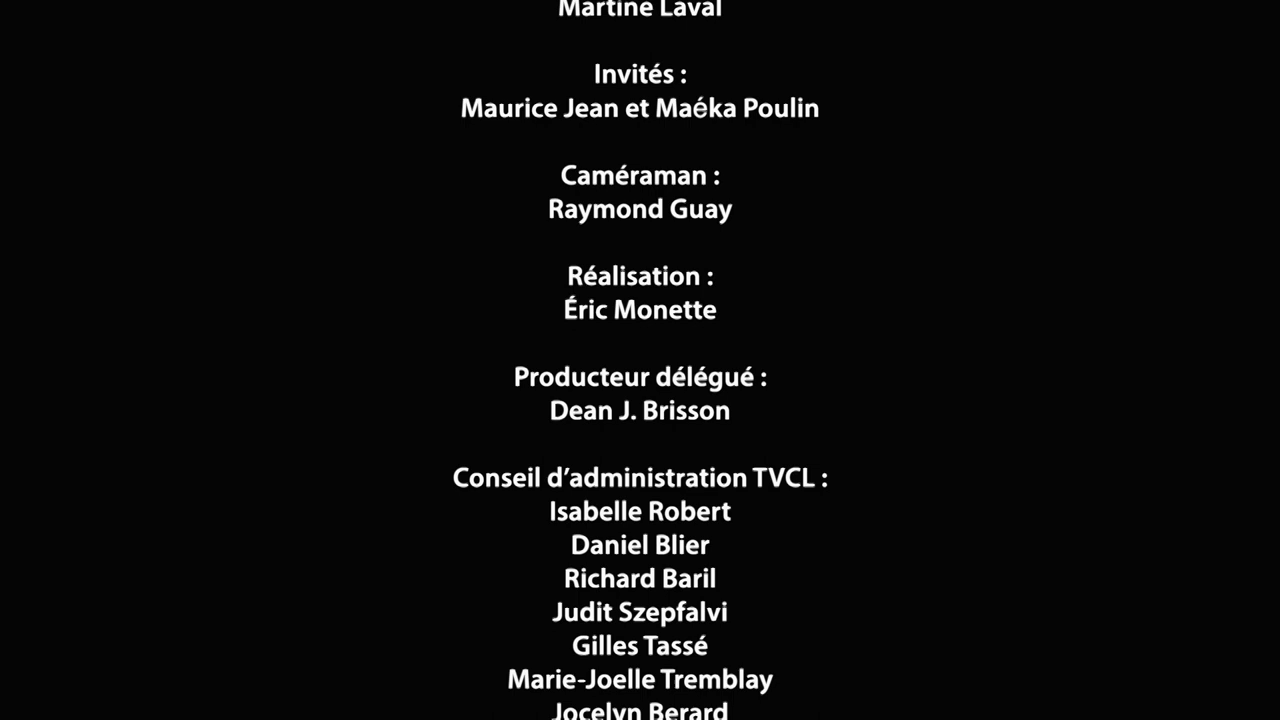 Martine Laval
Invités :
Maurice Jean et Maéka Poulin
Caméraman :
Raymond Guay
Réalisation :
Éric Monette
Producteur délégué :
Dean J. Brisson
Conseil d’administration TVCL :
Isabelle Robert
Daniel Blier
Richard Baril
Judit Szepfalvi
Gilles Tassé
Marie-Joelle Tremblay
Jocelyn Berard